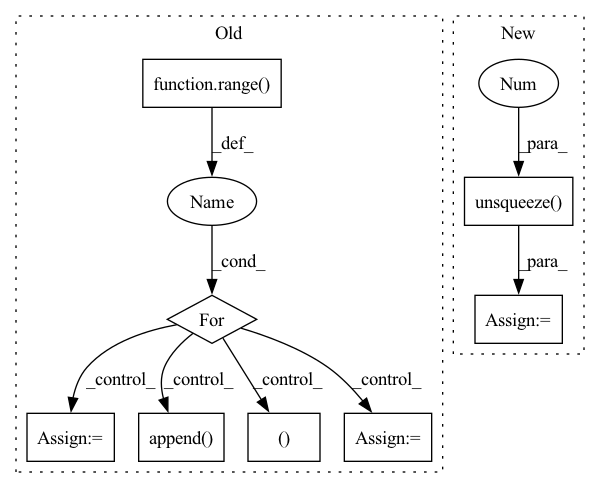 Old
New
function.range()
Num
_def_
_para_
Name
unsqueeze()
_cond_
_para_
For
Assign:=
_control_
_control_
_control_
_control_
Assign:=
append()
()
Assign:=